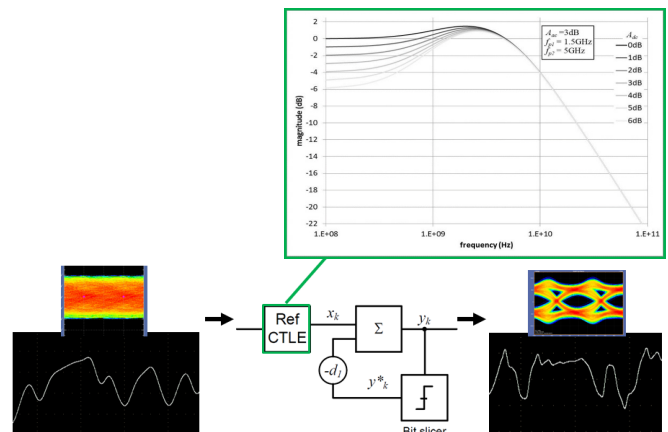 2
0
-2
-4
-6
-8
-10
-12
-14
-16
-18
-20
-22
magnitude (dB)
1.E+08
1.E+09
1.E+10
1.E+11
frequency (Hz)
Aae =3dB
fp1 = 1.5GHz
fp2 = 5GHz
Adc
0dB
1dB
2dB
3dB
4dB
5dB
6dB
Ref
CTLE
xk
Σ
yk
-d1
y*k
Bit slicer